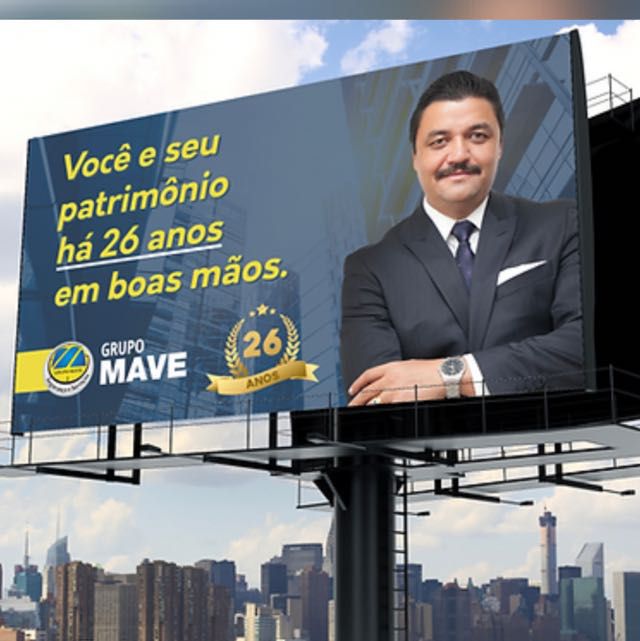 Você e seu
patrimônio
há 26 anos
em boas mãos.
GRUPO
MAVE
26
ANOS